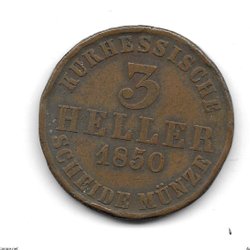 KURHESSISCHE
3
HELLER
1850
SCHEIDE MÜNZE